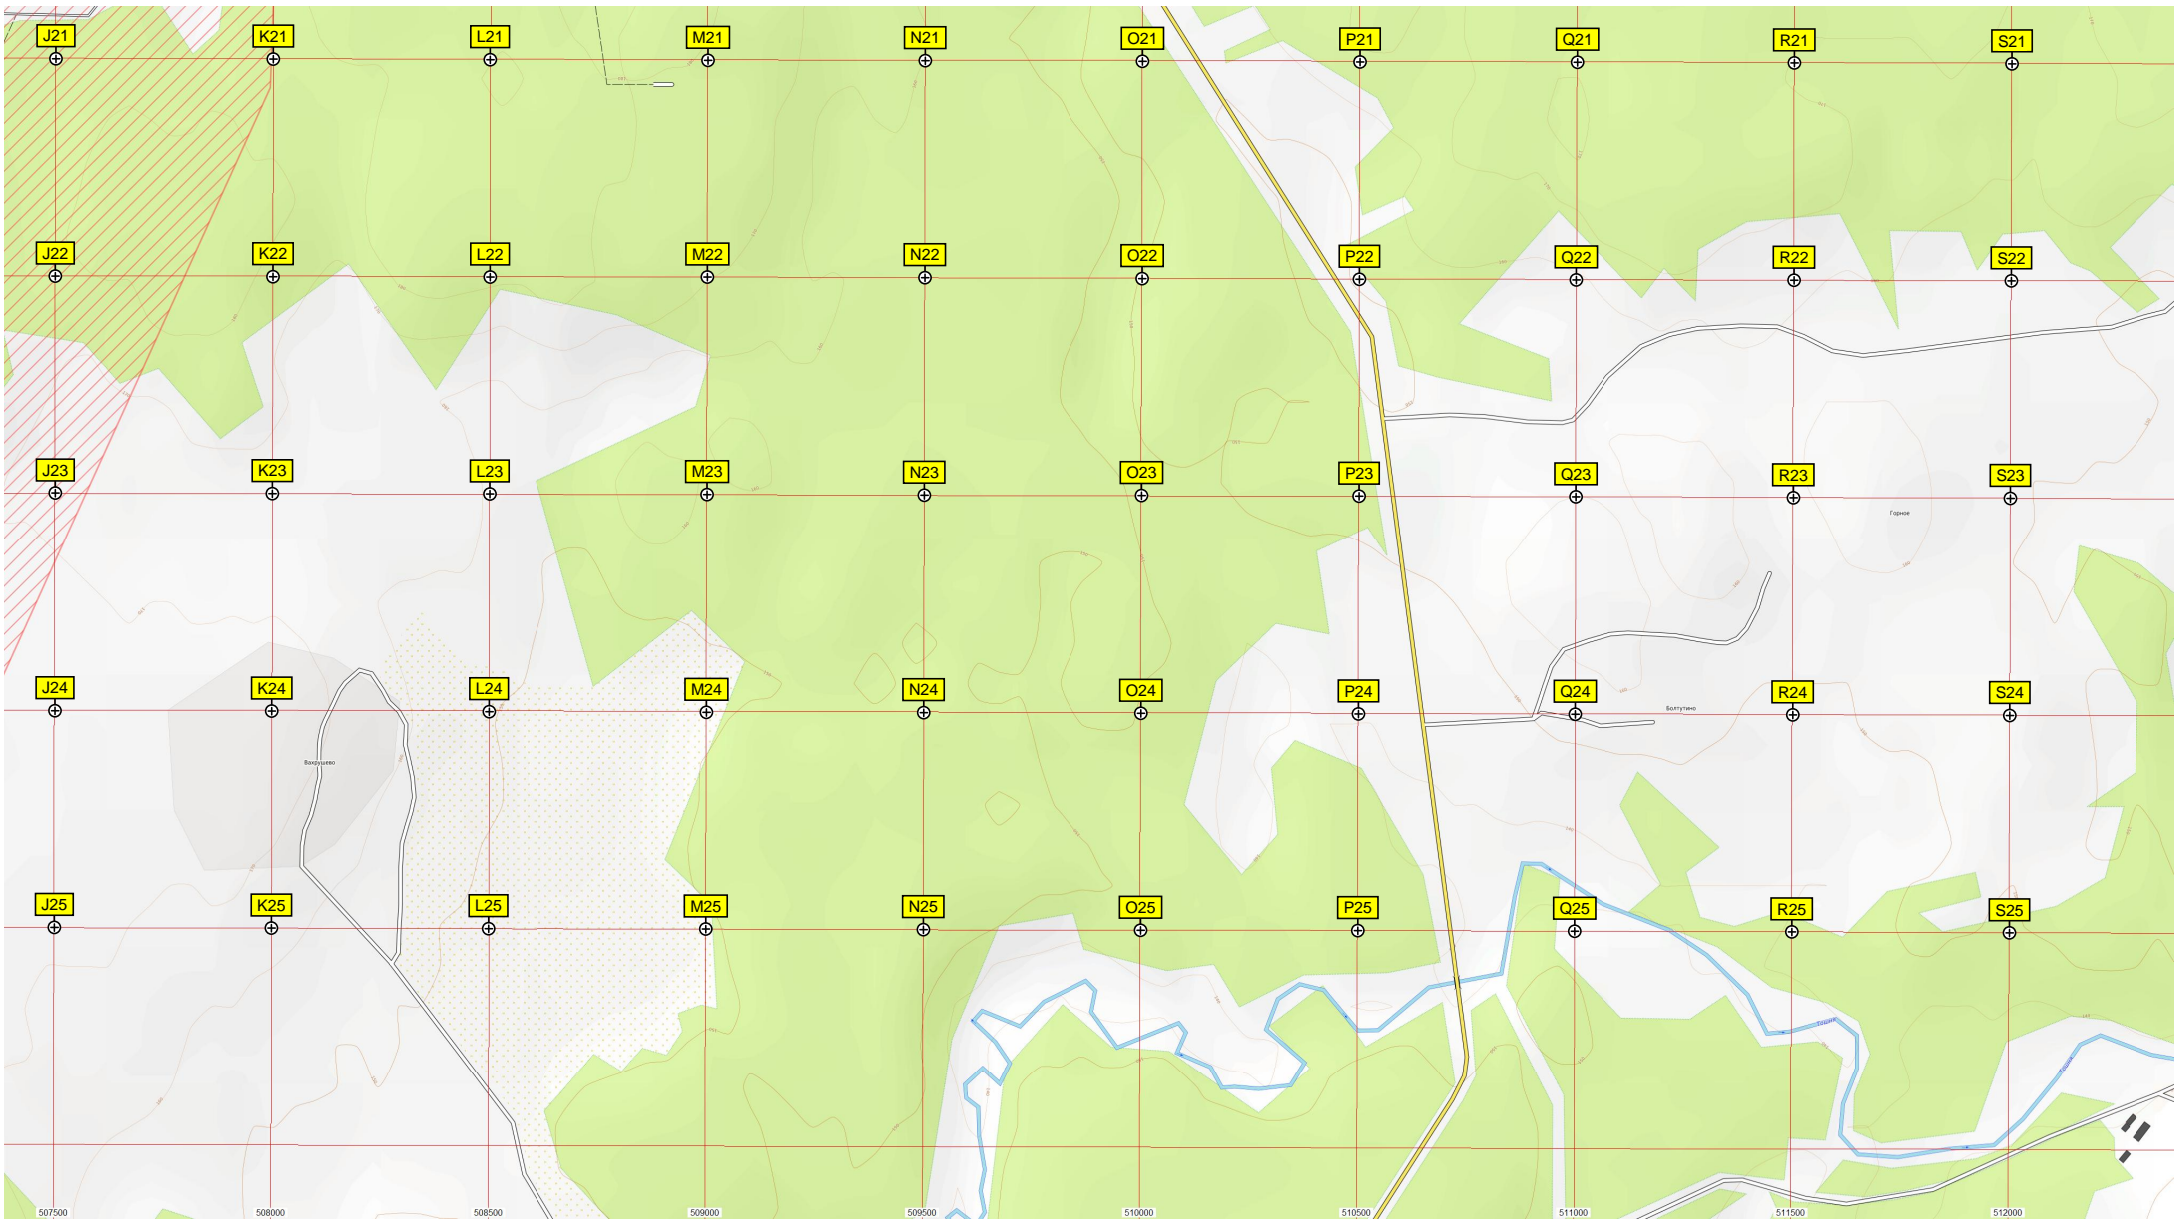 J21 K21 L21 M21 N21 O21 P21 Q21 R21 S21
J22 K22 L22 M22 N22 O22 P22 Q22 R22 S22
J23 K23 L23 M23 N23 O23 P23 Q23 R23 S23
Горное
J24 K24 L24 M24 N24 O24 P24 Q24 R24 S24
Болтутино
Вахрушево
J25 K25 L25 M25 N25 O25 P25 Q25 R25 S25
507500 508000 508500 509000 509500 510000 510500 511000 511500 512000